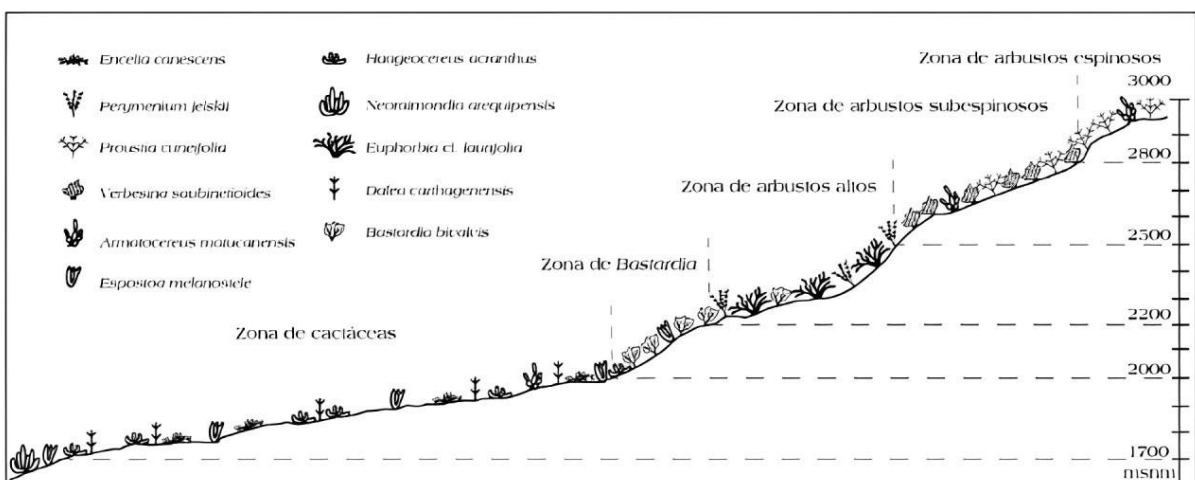 Encelia canescens
Perymenium jelskii
Proustia cuneifolia
Verbesina saubinetioides
Armatocereus matucanensis
Espostoa melanostele
Haageocereus acranthus
Neoraimondia arequipensis
Euphorbia cf. laurifolia
Dalea carthagenensis
Bastardia bivalvis
Zona de cactáceas
Zona de Bastardia
Zona de arbustos altos
Zona de arbustos subespinosos
Zona de arbustos espinosos
3000
2800
2500
2200
2000
1700
msnm